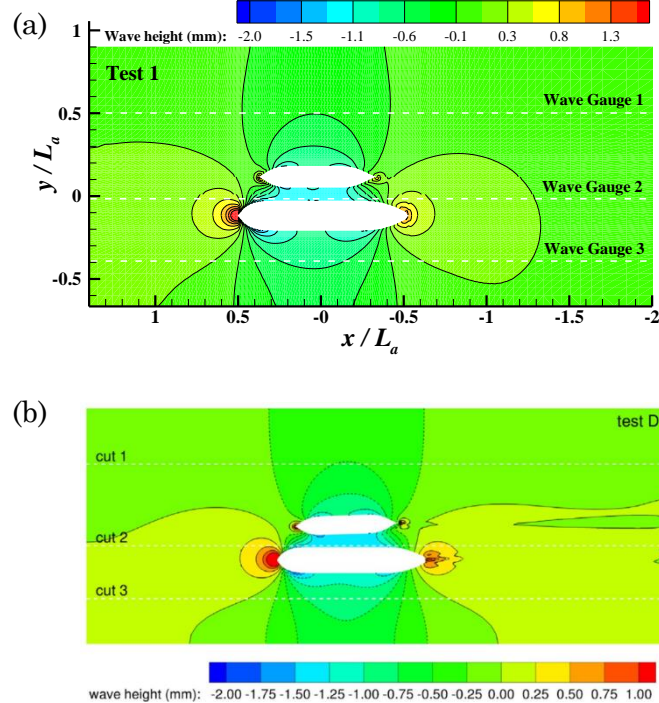 (a)
Wave height (mm): -2.0 -1.5 -1.1 -0.6 -0.1 0.3 0.8 1.3
Test 1
Wave Gauge 1
Wave Gauge 2
Wave Gauge 3
y / La
1
0.5
0
-0.5
1 0.5 -0 -0.5 -1 -1.5 -2
x / La
(b)
test D
cut 1
cut 2
cut 3
wave height (mm): -2.00 -1.75 -1.50 -1.25 -1.00 -0.75 -0.50 -0.25 0.00 0.25 0.50 0.75 1.00